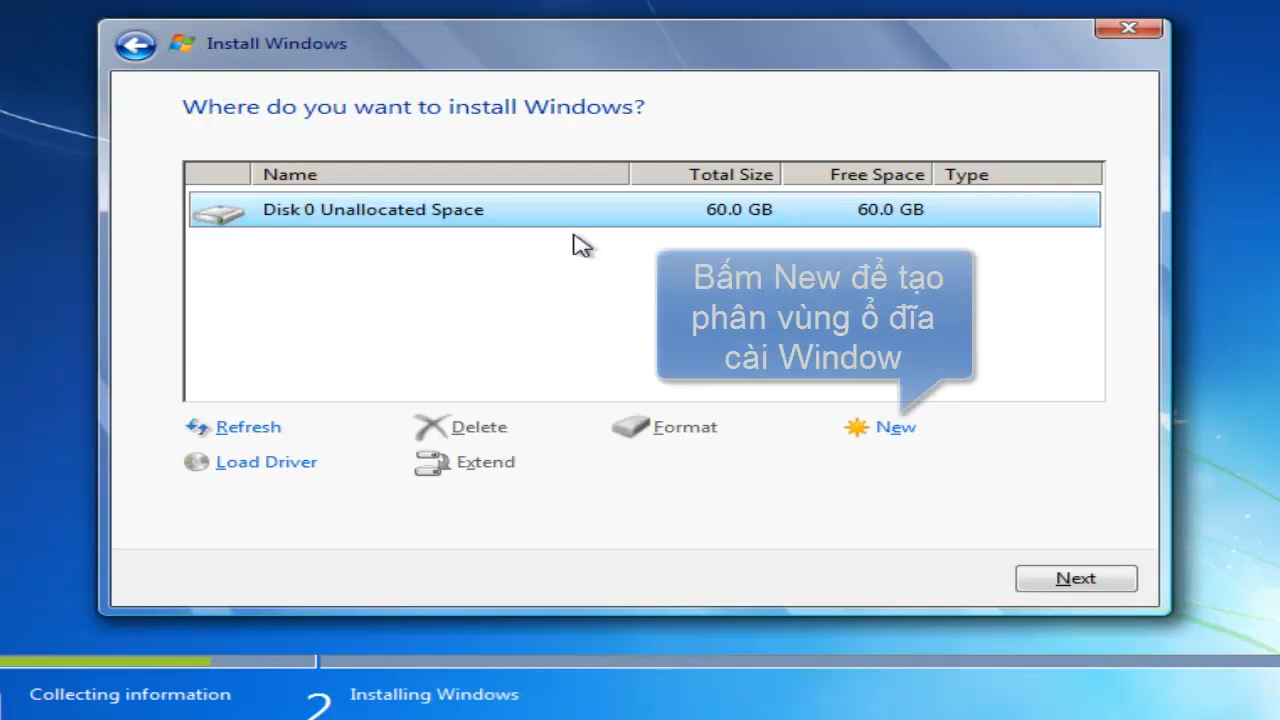 Install Windows
Where do you want to install Windows?
Name Total Size Free Space Type
Disk 0 Unallocated Space 60.0 GB 60.0 GB
Bấm New để tạo
phân vùng ổ đĩa
cài Window
Refresh Delete Format New
Load Driver Extend
Next
Collecting information 2 Installing Windows